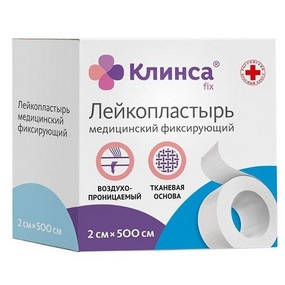 Клинса®
fix
Лейкопластырь
медицинский фиксирующий
ВОЗДУХО-
ПРОНИЦАЕМЫЙ
ТКАНЕВАЯ
ОСНОВА
2 см × 500 см
2 см × 500 см